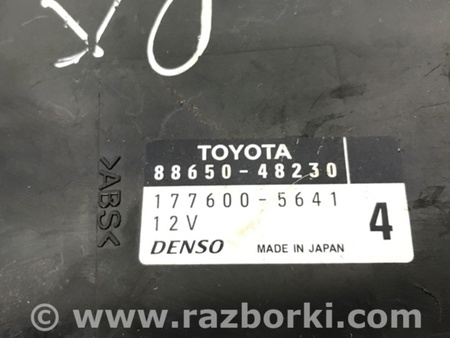 >ABS<
TOYOTA
88650-48230
177600-5641
12V
4
DENSO MADE IN JAPAN
© www.razborki.com